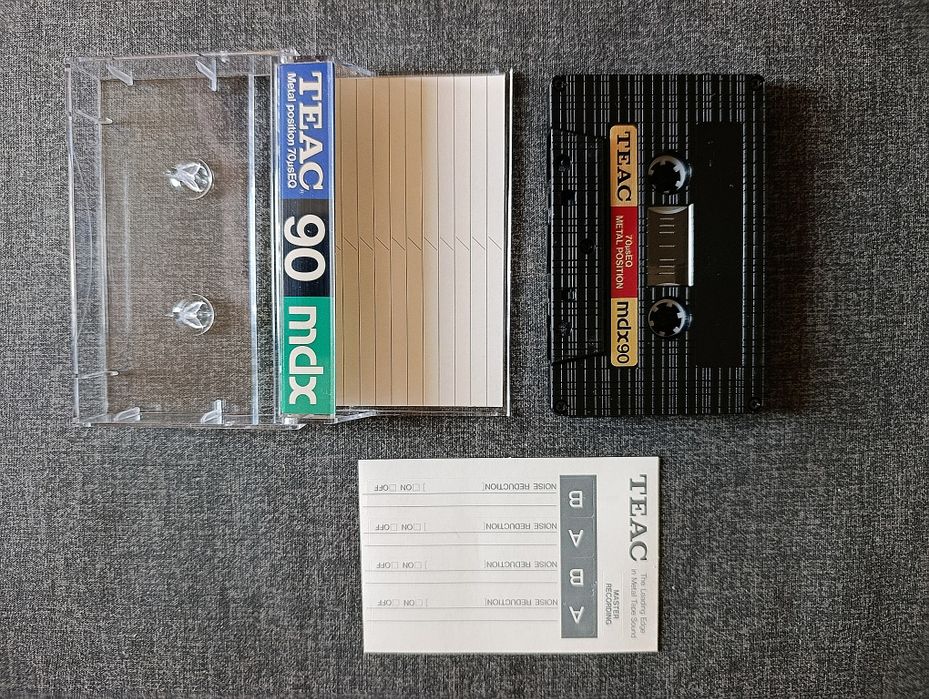 TEAC
Metal position 70µsEQ
90
mdx
TEAC
70µsEQ
METAL POSITION
mdx90
TEAC
The Leading Edge
in Metal Tape Sound
MASTER
RECORDING
B
A
B
A
NOISE REDUCTION[ ] □ON □OFF
NOISE REDUCTION[ ] □ON □OFF
NOISE REDUCTION[ ] □ON □OFF
NOISE REDUCTION[ ] □ON □OFF